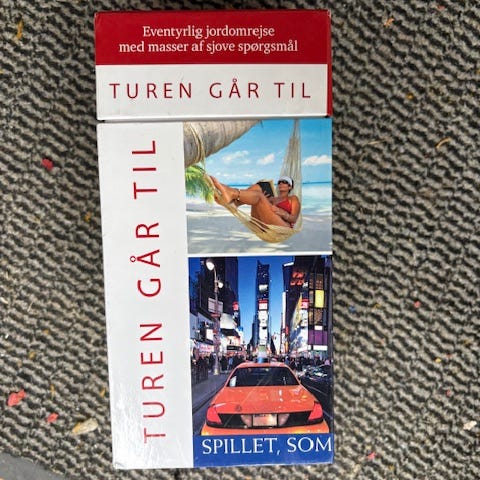 Eventyrlig jordomrejse
med masser af sjove spørgsmål
TUREN GÅR TIL
TUREN GÅR TIL
SPILLET, SOM